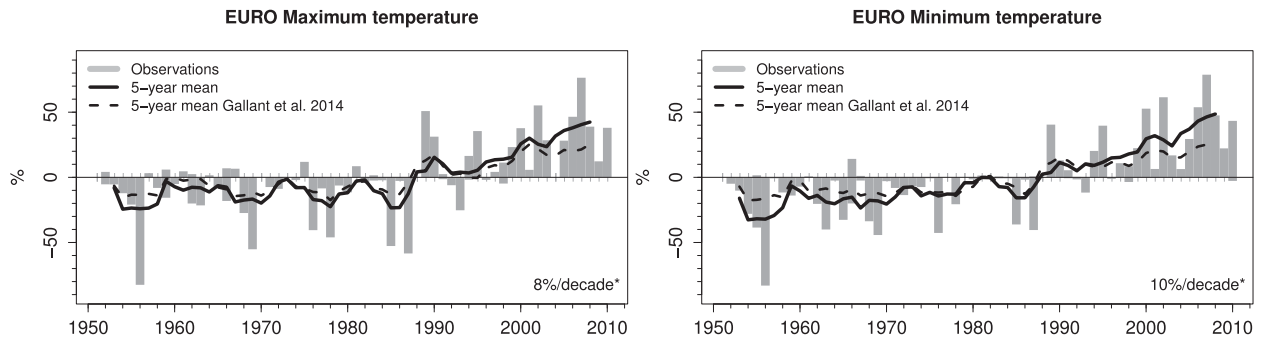 EURO Maximum temperature
Observations
5−year mean
5−year mean Gallant et al. 2014
%
50
0
−50
8%/decade*
1950 1960 1970 1980 1990 2000 2010
EURO Minimum temperature
Observations
5−year mean
5−year mean Gallant et al. 2014
%
50
0
−50
10%/decade*
1950 1960 1970 1980 1990 2000 2010